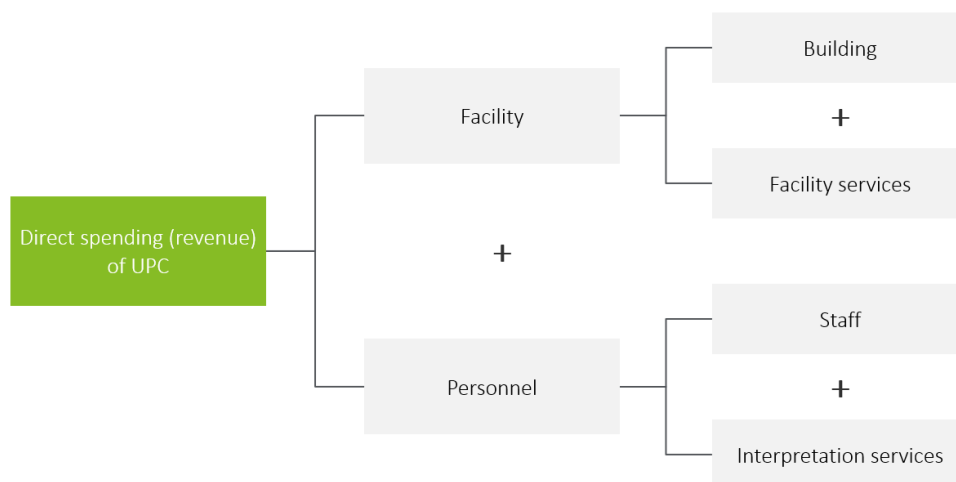 Building
Facility
+
Facility services
Direct spending (revenue)
of UPC
+
Staff
Personnel
+
Interpretation services